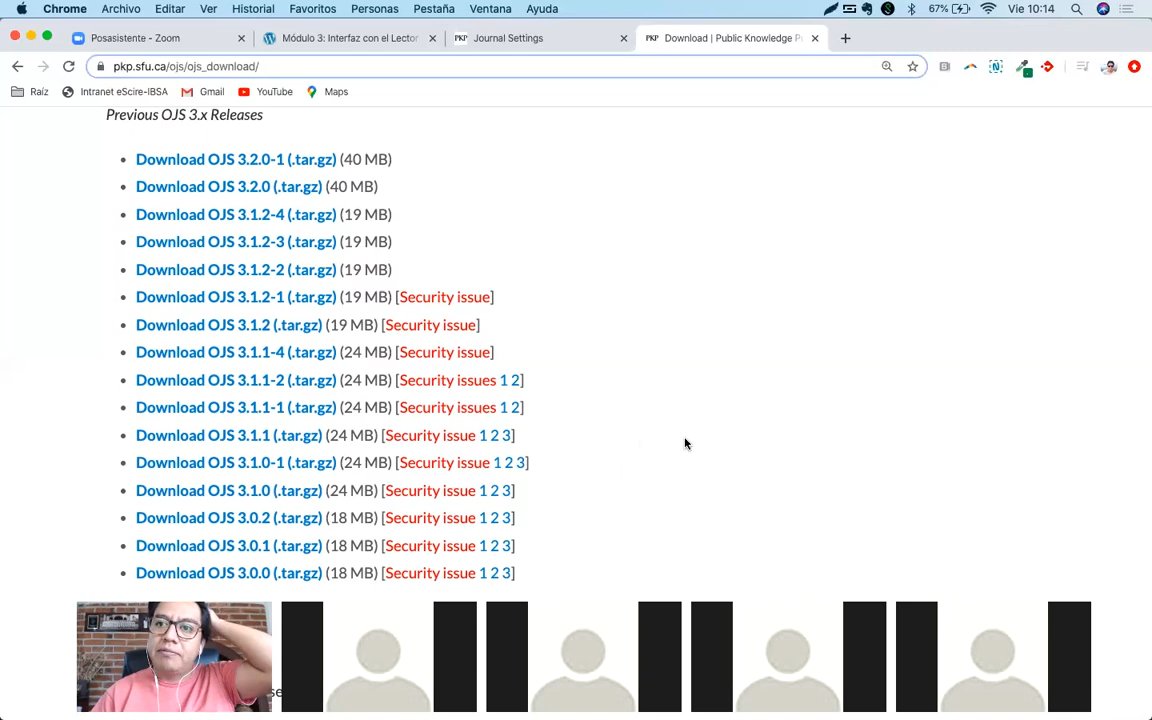 Chrome Archivo Editar Ver Historial Favoritos Personas Pestaña Ventana Ayuda 67% Vie 10:14
Posasistente - Zoom Módulo 3: Interfaz con el Lector PKP Journal Settings PKP Download | Public Knowledge P
pkp.sfu.ca/ojs/ojs_download/
Raíz Intranet eScire-IBSA Gmail YouTube Maps
Previous OJS 3.x Releases
• Download OJS 3.2.0-1 (.tar.gz) (40 MB)
• Download OJS 3.2.0 (.tar.gz) (40 MB)
• Download OJS 3.1.2-4 (.tar.gz) (19 MB)
• Download OJS 3.1.2-3 (.tar.gz) (19 MB)
• Download OJS 3.1.2-2 (.tar.gz) (19 MB)
• Download OJS 3.1.2-1 (.tar.gz) (19 MB) [Security issue]
• Download OJS 3.1.2 (.tar.gz) (19 MB) [Security issue]
• Download OJS 3.1.1-4 (.tar.gz) (24 MB) [Security issue]
• Download OJS 3.1.1-2 (.tar.gz) (24 MB) [Security issues 1 2]
• Download OJS 3.1.1-1 (.tar.gz) (24 MB) [Security issues 1 2]
• Download OJS 3.1.1 (.tar.gz) (24 MB) [Security issue 1 2 3]
• Download OJS 3.1.0-1 (.tar.gz) (24 MB) [Security issue 1 2 3]
• Download OJS 3.1.0 (.tar.gz) (24 MB) [Security issue 1 2 3]
• Download OJS 3.0.2 (.tar.gz) (18 MB) [Security issue 1 2 3]
• Download OJS 3.0.1 (.tar.gz) (18 MB) [Security issue 1 2 3]
• Download OJS 3.0.0 (.tar.gz) (18 MB) [Security issue 1 2 3]